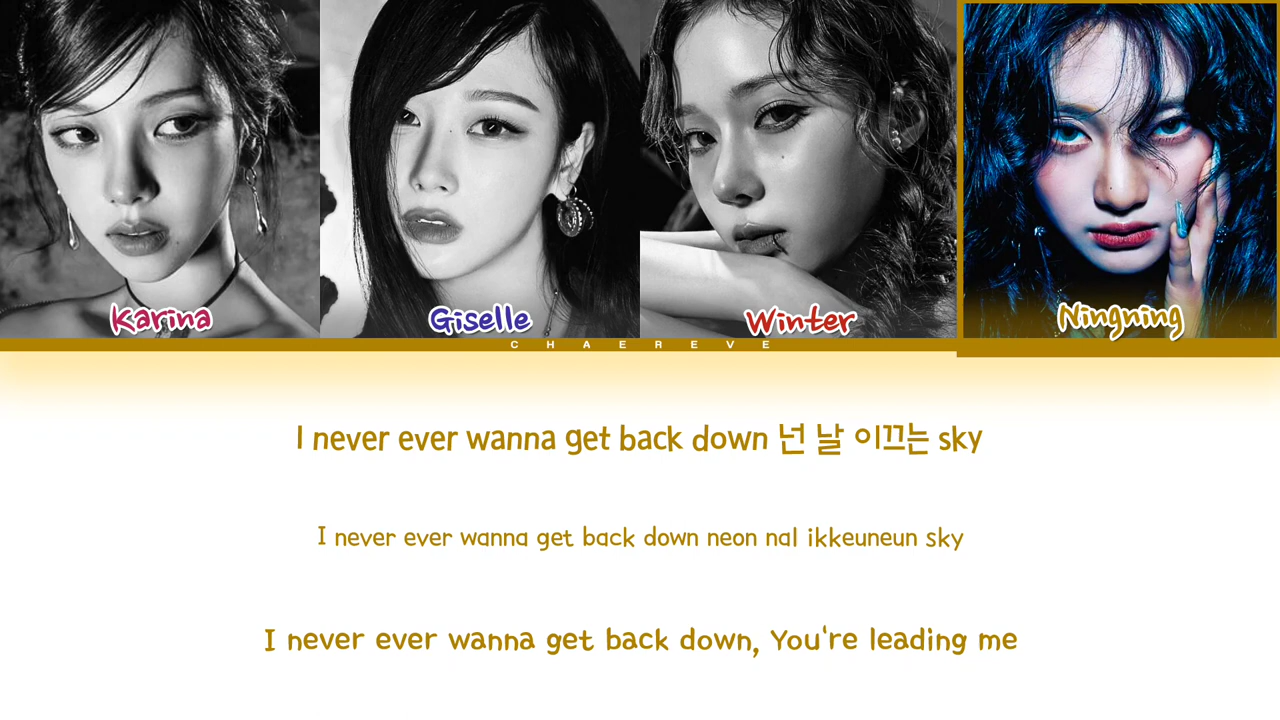 Karina Giselle Winter Ningning
CHAEREVE
I never ever wanna get back down 넌 날 이끄는 sky
I never ever wanna get back down neon nal ikkeuneun sky
I never ever wanna get back down, You're leading me